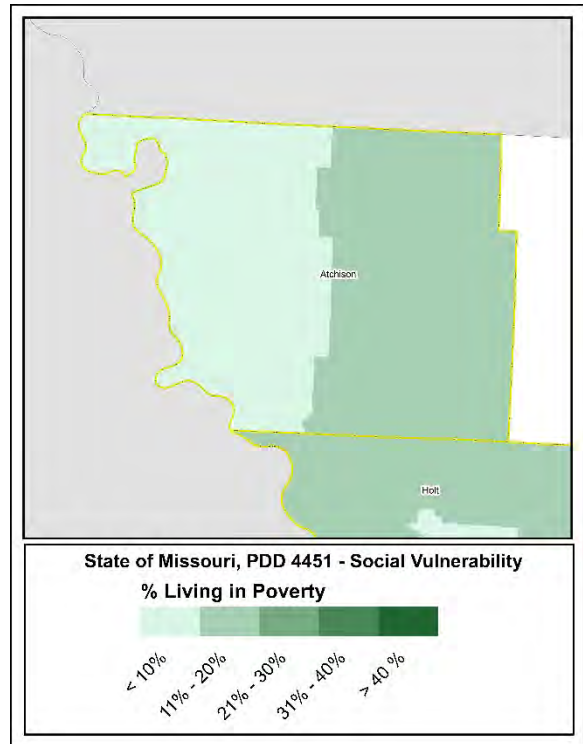 Atchison
Holt
State of Missouri, PDD 4451 - Social Vulnerability
% Living in Poverty
< 10%
11% - 20%
21% - 30%
31% - 40%
> 40 %